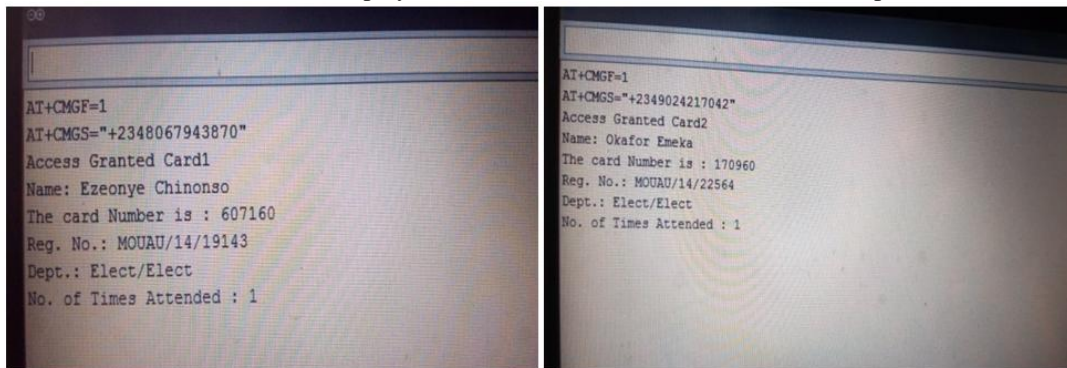 AT+CMGF=1
AT+CMGS="+2348067943870"
Access Granted Card1
Name: Ezeonye Chinonso
The card Number is : 607160
Reg. No.: MOUAU/14/19143
Dept.: Elect/Elect
No. of Times Attended : 1
AT+CMGF=1
AT+CMGS="+2349024217042"
Access Granted Card2
Name: Okafor Emeka
The card Number is : 170960
Reg. No.: MOUAU/14/22564
Dept.: Elect/Elect
No. of Times Attended : 1